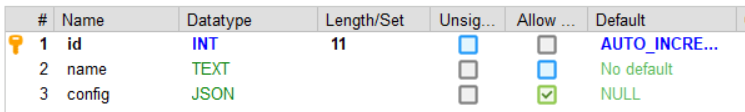 # Name Datatype Length/Set Unsig... Allow ... Default
1 id INT 11 AUTO_INCRE...
2 name TEXT No default
3 config JSON NULL